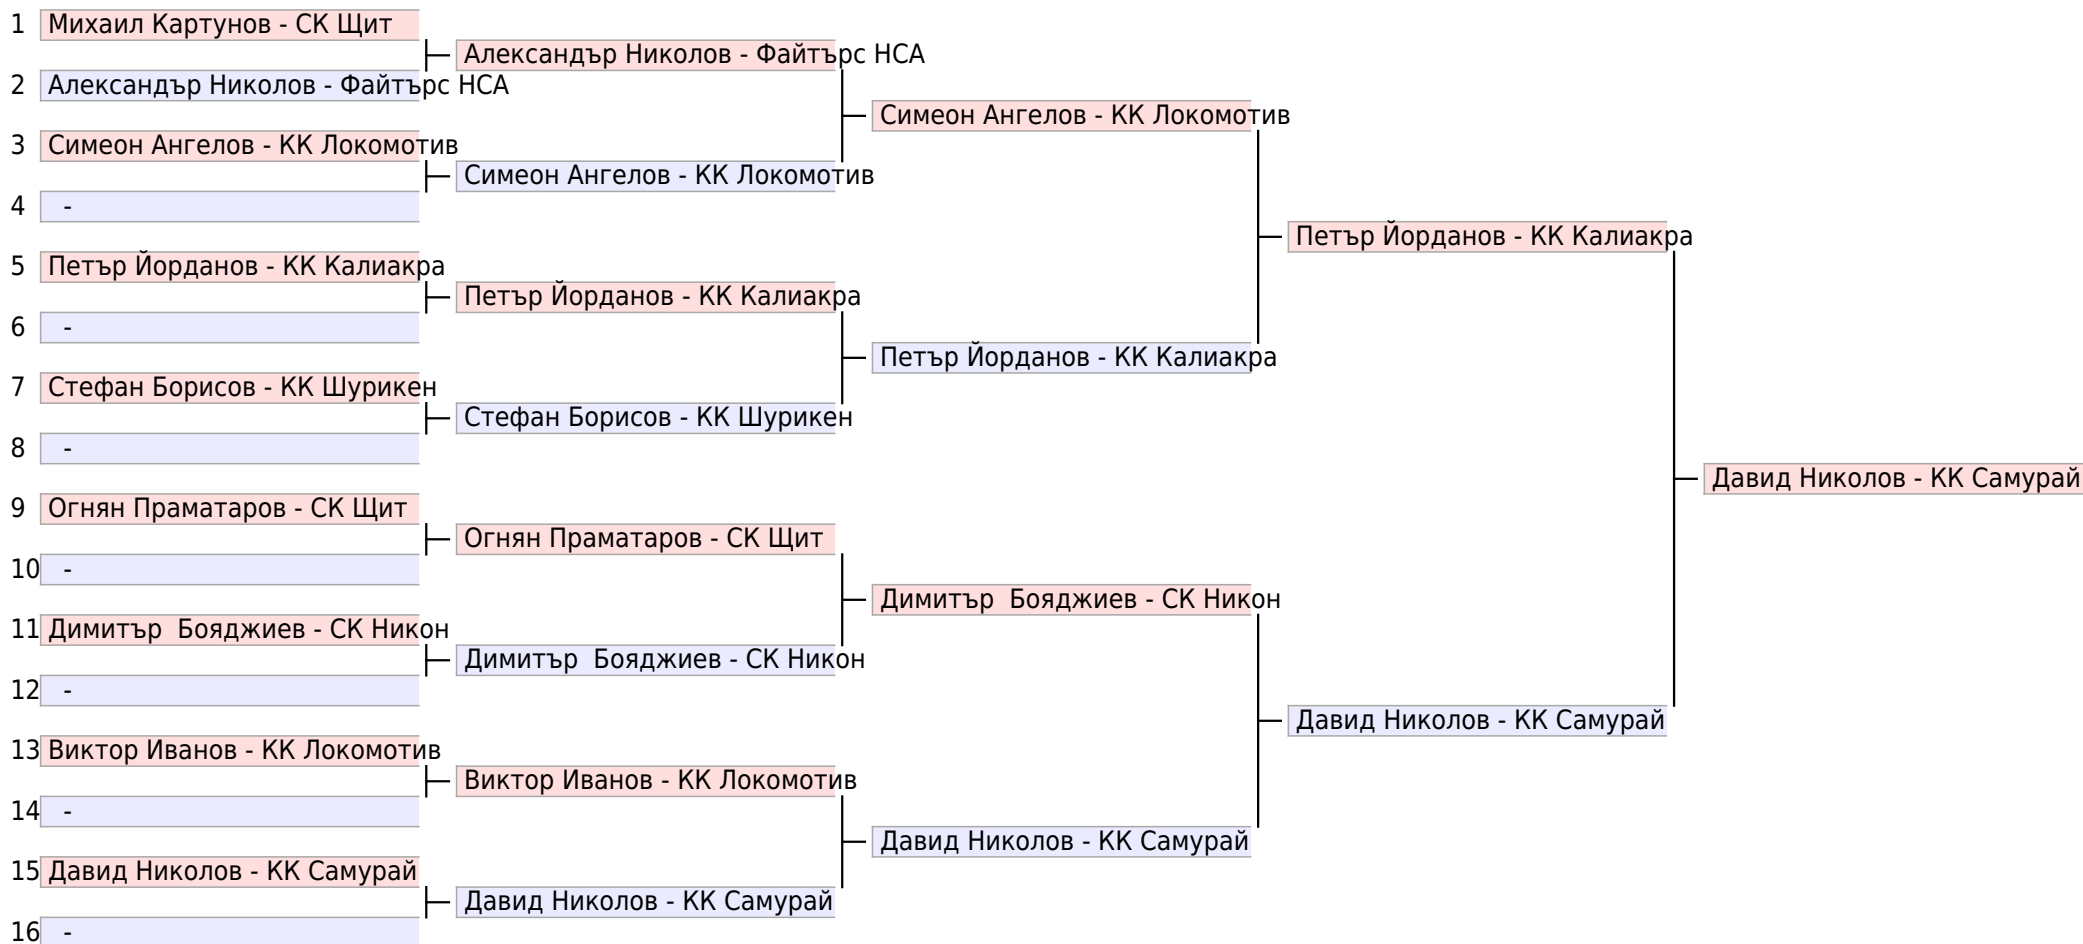 1 Михаил Картунов - СК Щит
Александър Николов - Файтърс НСА
2 Александър Николов - Файтърс НСА
Симеон Ангелов - КК Локомотив
3 Симеон Ангелов - КК Локомотив
Симеон Ангелов - КК Локомотив
4 -
Петър Йорданов - КК Калиакра
5 Петър Йорданов - КК Калиакра
Петър Йорданов - КК Калиакра
6 -
Петър Йорданов - КК Калиакра
7 Стефан Борисов - КК Шурикен
Стефан Борисов - КК Шурикен
8 -
Давид Николов - КК Самурай
9 Огнян Праматаров - СК Щит
Огнян Праматаров - СК Щит
10 -
Димитър  Бояджиев - СК Никон
11 Димитър  Бояджиев - СК Никон
Димитър  Бояджиев - СК Никон
12 -
Давид Николов - КК Самурай
13 Виктор Иванов - КК Локомотив
Виктор Иванов - КК Локомотив
14 -
Давид Николов - КК Самурай
15 Давид Николов - КК Самурай
Давид Николов - КК Самурай
16 -